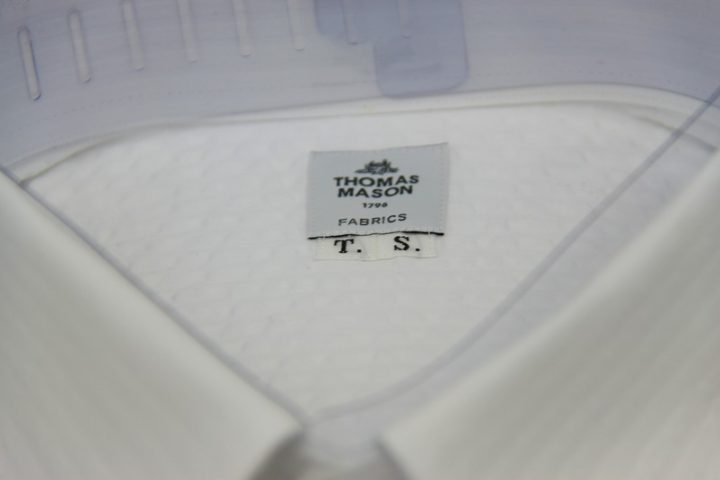 THOMAS
MASON
1796
FABRICS
T. S.